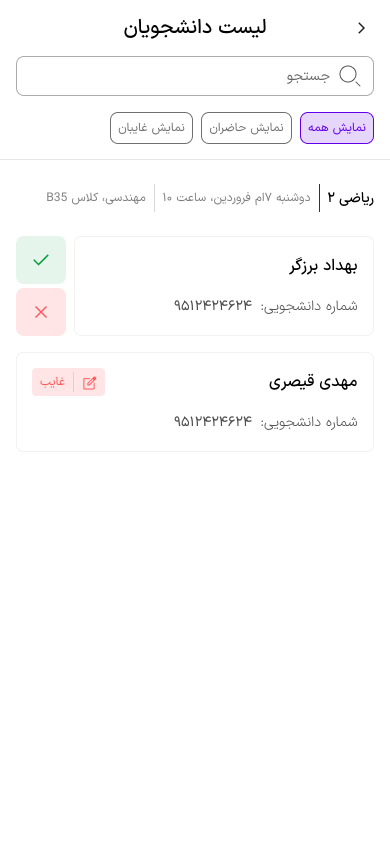 لیست دانشجویان
جستجو
نمایش همه
نمایش حاضران
نمایش غایبان
ریاضی ۲ | دوشنبه ۱۷ام فروردین، ساعت ۱۰ | مهندسی، کلاس B35
بهداد برزگر
شماره دانشجویی: ۹۵۱۲۴۲۴۶۲۴
مهدی قیصری
غایب
شماره دانشجویی: ۹۵۱۲۴۲۴۶۲۴